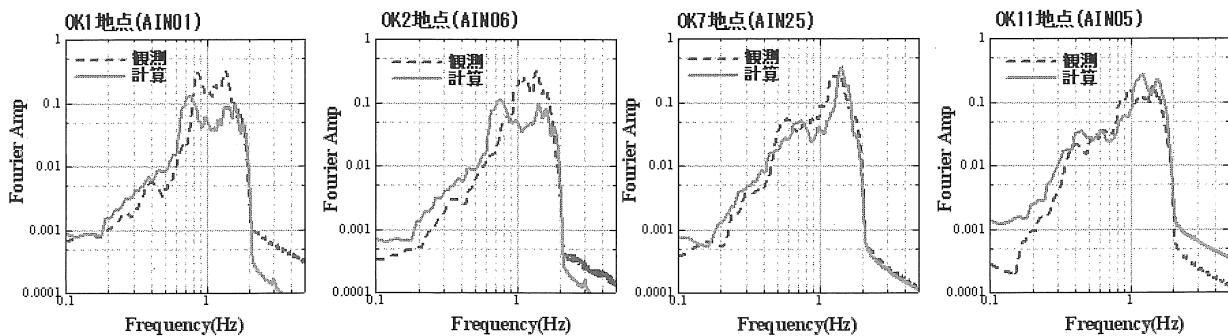 OK1地点(AIN01)
1
0.1
0.01
0.001
0.0001
Fourier Amp
観測
計算
0.1
1
Frequency(Hz)
OK2地点(AIN06)
1
0.1
0.01
0.001
0.0001
Fourier Amp
観測
計算
0.1
1
Frequency(Hz)
OK7地点(AIN25)
1
0.1
0.01
0.001
0.0001
Fourier Amp
観測
計算
0.1
1
Frequency(Hz)
OK11地点(AIN05)
1
0.1
0.01
0.001
0.0001
Fourier Amp
観測
計算
0.1
1
Frequency(Hz)